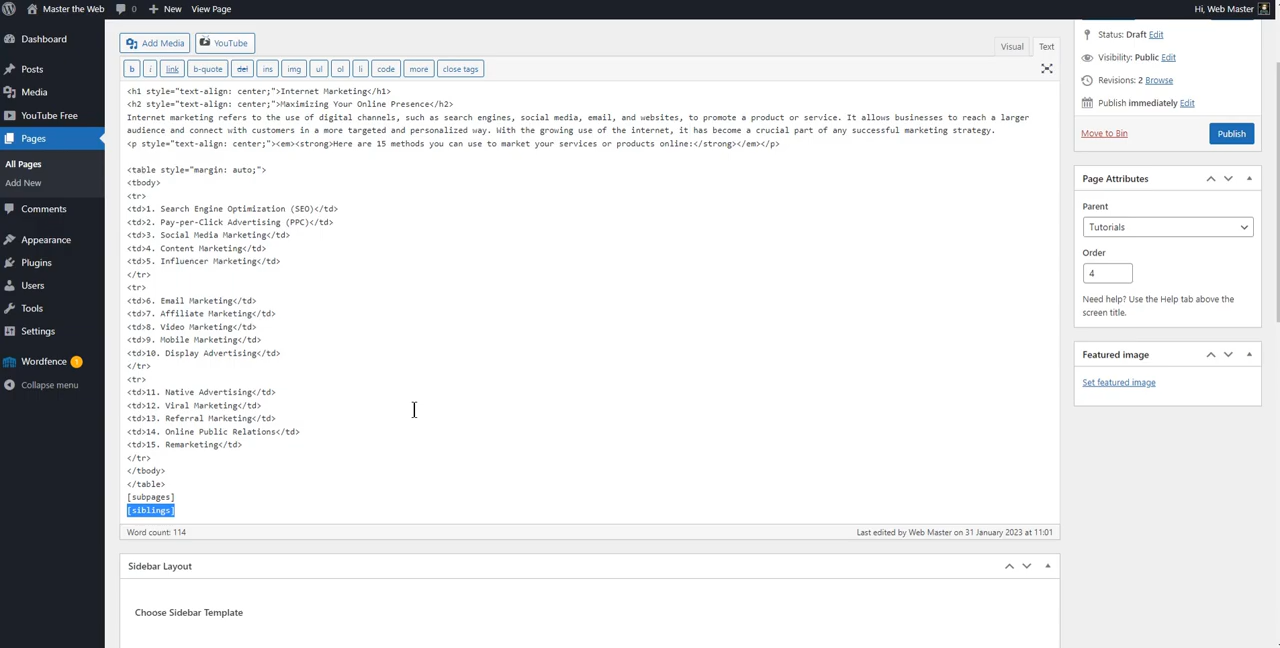 Master the Web 0 New View Page Hi, Web Master
Dashboard
Posts
Media
YouTube Free
Pages
All Pages
Add New
Comments
Appearance
Plugins
Users
Tools
Settings
Wordfence 1
Collapse menu
Add Media YouTube
Visual Text
b i link b-quote del ins img ul ol li code more close tags
<h1 style="text-align: center;">Internet Marketing</h1>
<h2 style="text-align: center;">Maximizing Your Online Presence</h2>
Internet marketing refers to the use of digital channels, such as search engines, social media, email, and websites, to promote a product or service. It allows businesses to reach a larger
audience and connect with customers in a more targeted and personalized way. With the growing use of the internet, it has become a crucial part of any successful marketing strategy.
<p style="text-align: center;"><em><strong>Here are 15 methods you can use to market your services or products online:</strong></em></p>
<table style="margin: auto;">
<tbody>
<tr>
<td>1. Search Engine Optimization (SEO)</td>
<td>2. Pay-per-Click Advertising (PPC)</td>
<td>3. Social Media Marketing</td>
<td>4. Content Marketing</td>
<td>5. Influencer Marketing</td>
</tr>
<tr>
<td>6. Email Marketing</td>
<td>7. Affiliate Marketing</td>
<td>8. Video Marketing</td>
<td>9. Mobile Marketing</td>
<td>10. Display Advertising</td>
</tr>
<tr>
<td>11. Native Advertising</td>
<td>12. Viral Marketing</td>
<td>13. Referral Marketing</td>
<td>14. Online Public Relations</td>
<td>15. Remarketing</td>
</tr>
</tbody>
</table>
[subpages]
[siblings]
Word count: 114 Last edited by Web Master on 31 January 2023 at 11:01
Sidebar Layout
Choose Sidebar Template
Status: Draft Edit
Visibility: Public Edit
Revisions: 2 Browse
Publish immediately Edit
Move to Bin Publish
Page Attributes
Parent
Tutorials
Order
4
Need help? Use the Help tab above the
screen title.
Featured image
Set featured image